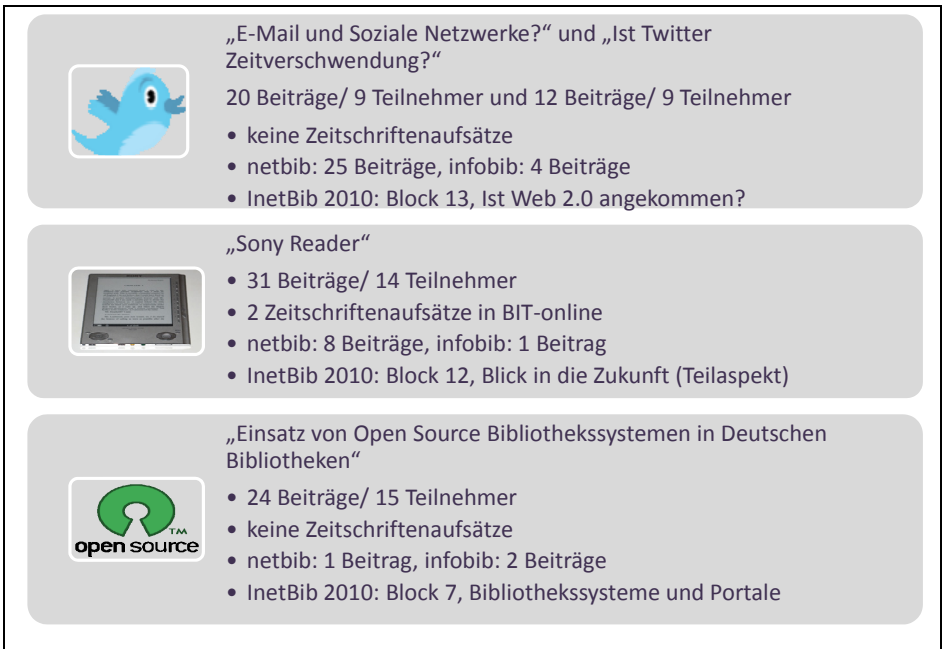 „E-Mail und Soziale Netzwerke?“ und „Ist Twitter
Zeitverschwendung?“
20 Beiträge/ 9 Teilnehmer und 12 Beiträge/ 9 Teilnehmer
• keine Zeitschriftenaufsätze
• netbib: 25 Beiträge, infobib: 4 Beiträge
• InetBib 2010: Block 13, Ist Web 2.0 angekommen?
„Sony Reader“
• 31 Beiträge/ 14 Teilnehmer
• 2 Zeitschriftenaufsätze in BIT-online
• netbib: 8 Beiträge, infobib: 1 Beitrag
• InetBib 2010: Block 12, Blick in die Zukunft (Teilaspekt)
„Einsatz von Open Source Bibliothekssystemen in Deutschen
Bibliotheken“
• 24 Beiträge/ 15 Teilnehmer
• keine Zeitschriftenaufsätze
• netbib: 1 Beitrag, infobib: 2 Beiträge
• InetBib 2010: Block 7, Bibliothekssysteme und Portale
TM
open source